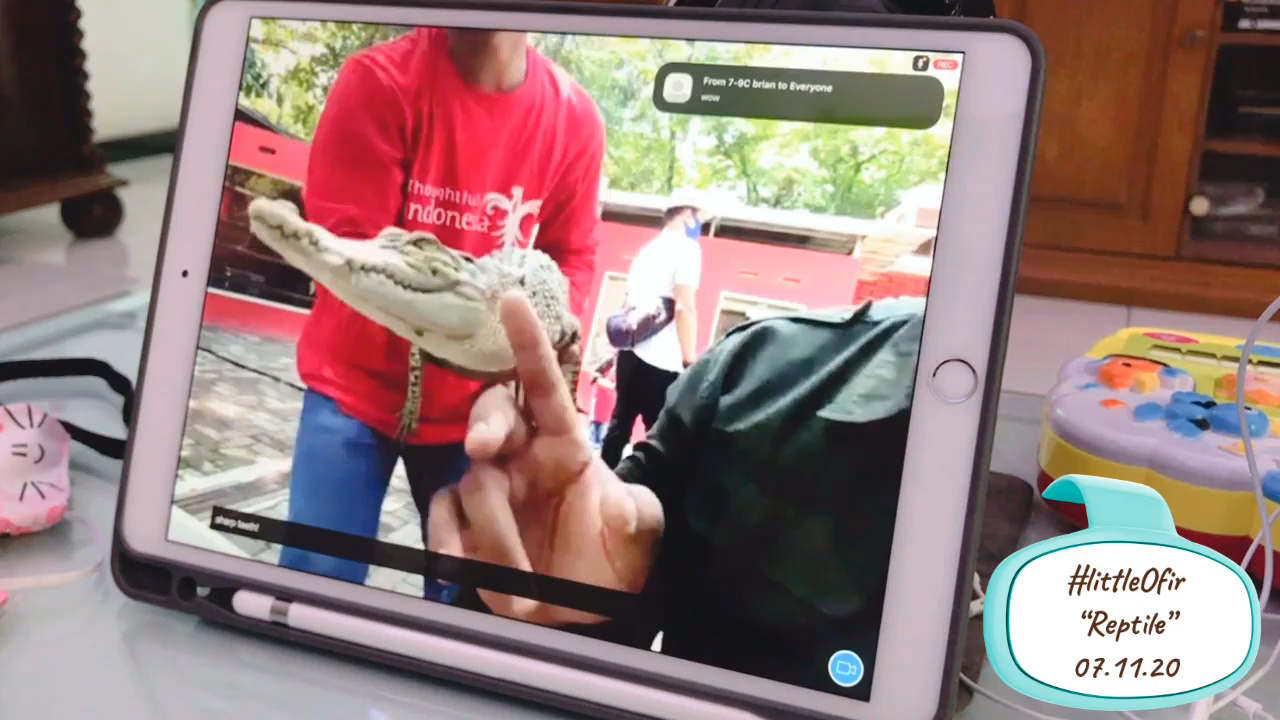 From 7-9C brian to Everyone
wow
REC
Thoughtful
Indonesia
sharp teeth!
#littleOfir
“Reptile”
07.11.20